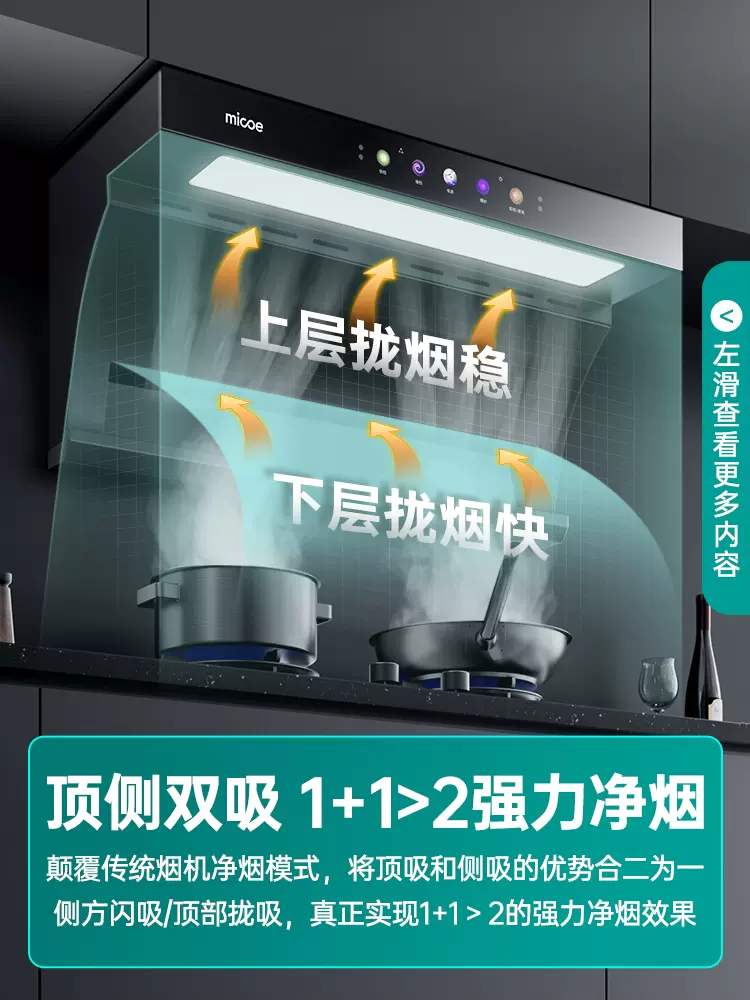 micoe
上层拢烟稳
下层拢烟快
<
左滑查看更多内容
顶侧双吸 1+1>2强力净烟
颠覆传统烟机净烟模式，将顶吸和侧吸的优势合二为一
侧方闪吸/顶部拢吸，真正实现1+1＞2的强力净烟效果